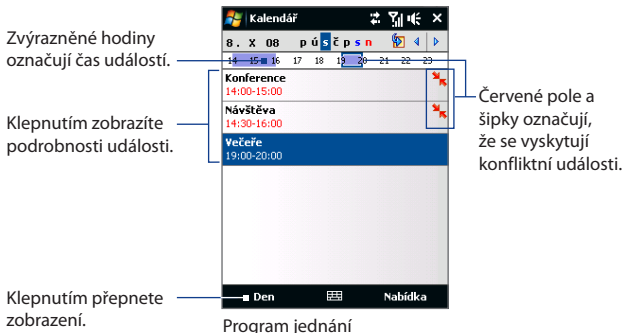 Kalendář
8. X 08 p ú s č p s n
14 15 16 17 18 19 20 21 22 23
Konference
14:00-15:00
Návštěva
14:30-16:00
Večeře
19:00-20:00
Den
Nabídka
Zvýrazněné hodiny
označují čas událostí.
Klepnutím zobrazíte
podrobnosti události.
Klepnutím přepnete
zobrazení.
Červené pole a
šipky označují,
že se vyskytují
konfliktní události.
Program jednání